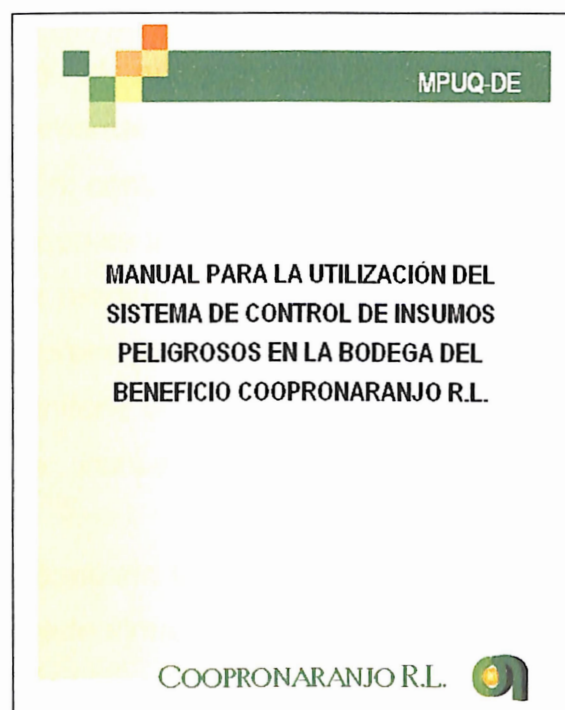 MPUQ-DE
MANUAL PARA LA UTILIZACIÓN DEL
SISTEMA DE CONTROL DE INSUMOS
PELIGROSOS EN LA BODEGA DEL
BENEFICIO COOPRONARANJO R.L.
COOPRONARANJO R.L.